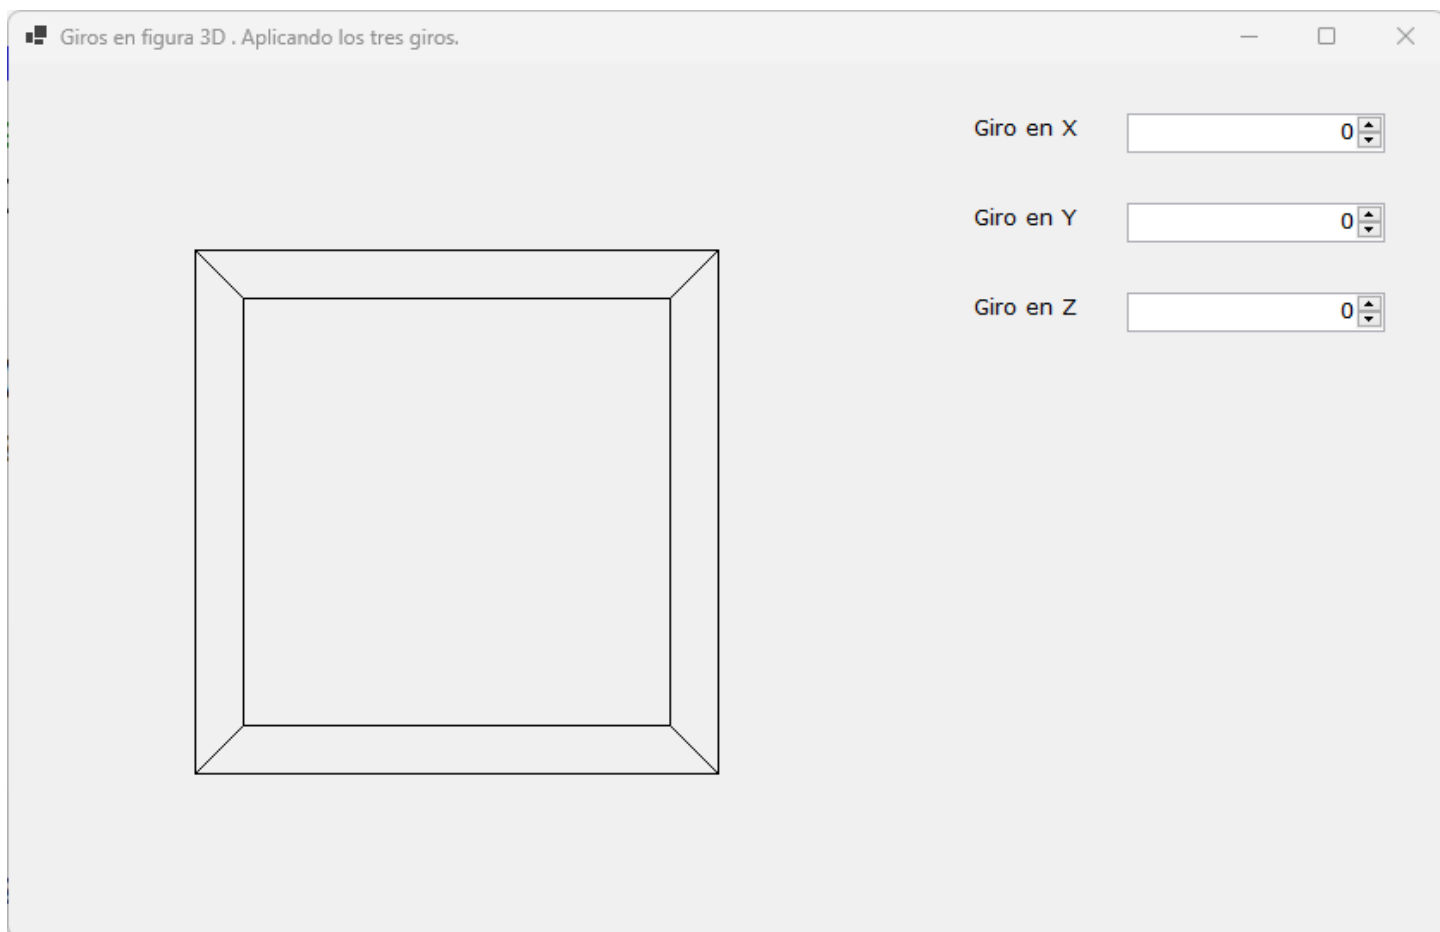 Giros en figura 3D . Aplicando los tres giros.
Giro en X 0
Giro en Y 0
Giro en Z 0